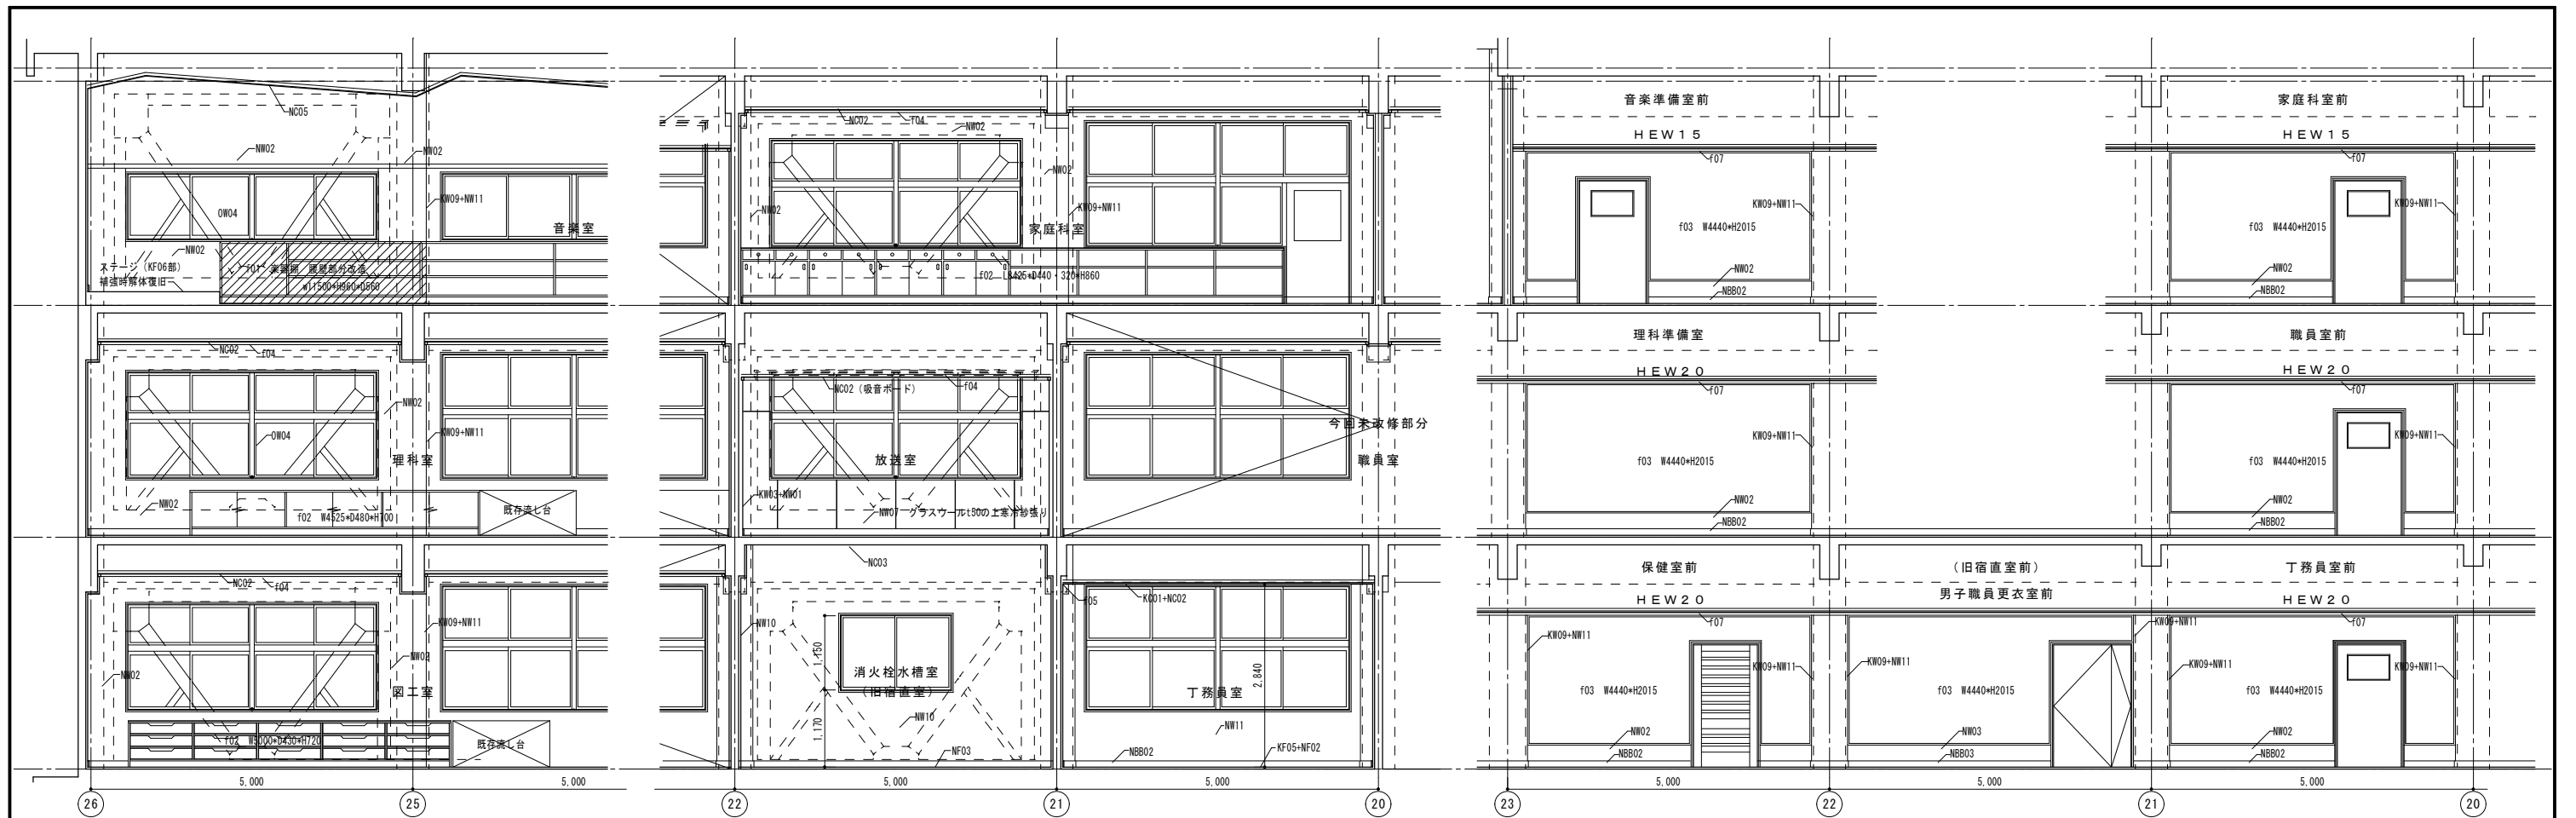 NC05
NW02
NW02
OW04
KW09+NW11
音楽室
NW02
ステージ（KF06部）
補強時解体復旧
f01 楽器棚 腰壁部分改造
W11500*H960*D560
NC02
f04
NW02
NW02
NW02
KW09+NW11
家庭科室
f02 L8425*D440・320*H860
音楽準備室前
HEW15
f07
KW09+NW11
f03 W4440*H2015
NW02
NBB02
家庭科室前
HEW15
f07
KW09+NW11
f03 W4440*H2015
NW02
NBB02
NC02
f04
NW02
OW04
KW09+NW11
理科室
NW02
f02 W4525*D480*H700
既存流し台
NC02（吸音ボード）
f04
放送室
KW03+NW01
NW07 グラスウールt50の上寒冷紗張り
今回未改修部分
職員室
理科準備室
HEW20
f07
KW09+NW11
f03 W4440*H2015
NW02
NBB02
職員室前
HEW20
f07
KW09+NW11
f03 W4440*H2015
NW02
NBB02
NC02
f04
KW09+NW11
NW02
NW02
図工室
f02 W5000*D430*H720
既存流し台
NC03
NW10
1,150
消火栓水槽室
（旧宿直室）
NW10
1,170
NF03
f05
KC01+NC02
2,840
丁務員室
NW11
NBB02
KF05+NF02
保健室前
HEW20
f07
KW09+NW11
KW09+NW11
f03 W4440*H2015
NW02
NBB02
（旧宿直室前）
男子職員更衣室前
KW09+NW11
KW09+NW11
f03 W4440*H2015
NW03
NBB03
丁務員室前
HEW20
f07
KW09+NW11
KW09+NW11
f03 W4440*H2015
NW02
NBB02
5,000
5,000
5,000
5,000
5,000
5,000
5,000
26
25
22
21
20
23
22
21
20